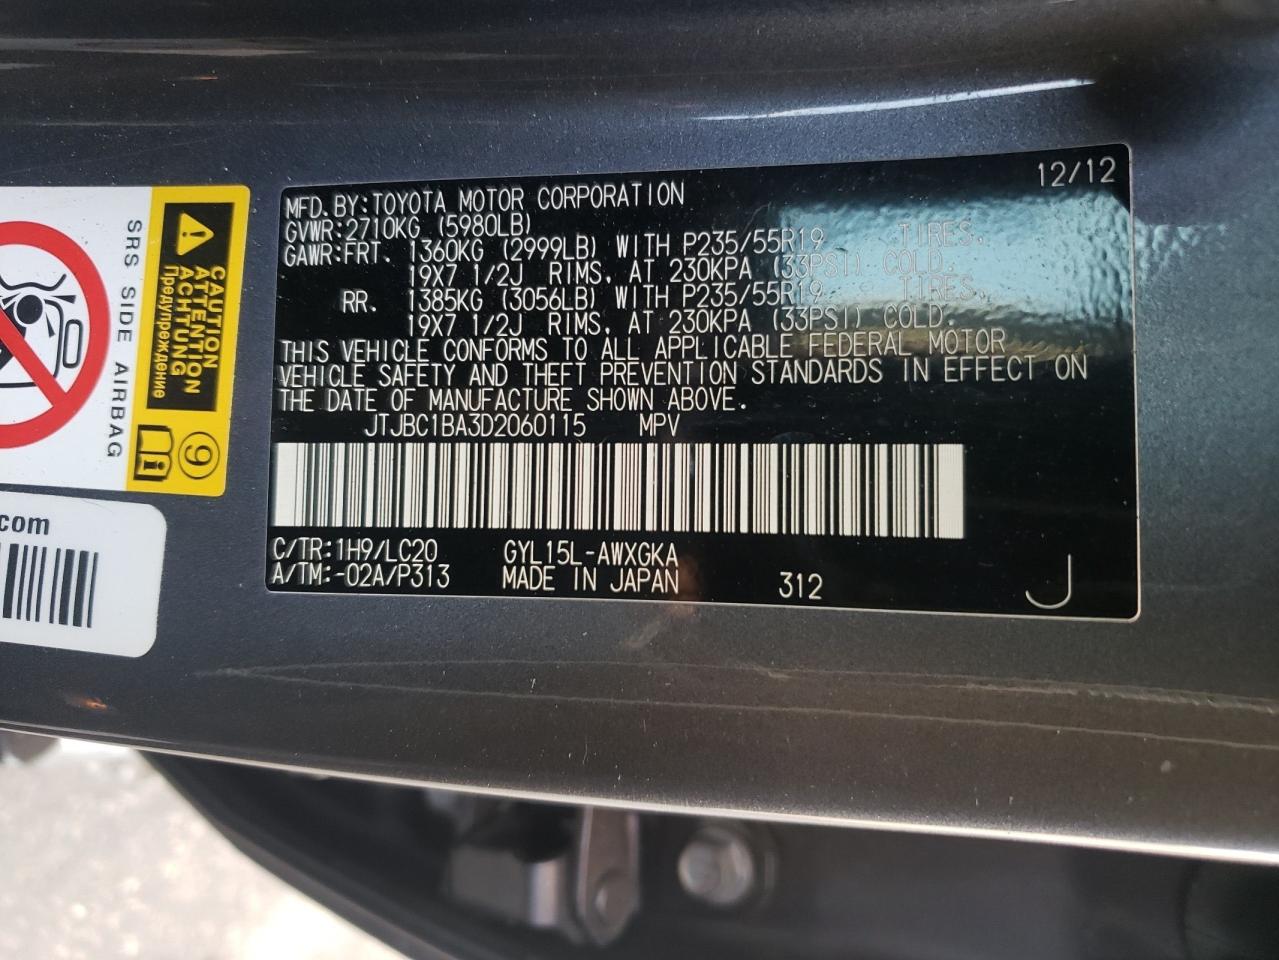 12/12
MFD. BY: TOYOTA MOTOR CORPORATION
GVWR: 2710KG (5980LB)
GAWR: FRT. 1360KG (2999LB) WITH P235/55R19 TIRES,
19X7 1/2J RIMS, AT 230KPA (33PSI) COLD.
RR. 1385KG (3056LB) WITH P235/55R19 TIRES,
19X7 1/2J RIMS, AT 230KPA (33PSI) COLD.
THIS VEHICLE CONFORMS TO ALL APPLICABLE FEDERAL MOTOR
VEHICLE SAFETY AND THEFT PREVENTION STANDARDS IN EFFECT ON
THE DATE OF MANUFACTURE SHOWN ABOVE.
JTJBC1BA3D2060115 MPV
C/TR: 1H9/LC20 GYL15L-AWXGKA
A/TM: -02A/P313 MADE IN JAPAN 312
J
SRS SIDE AIRBAG
CAUTION
ATTENTION
ACHTUNG
Предупреждение
9
.com